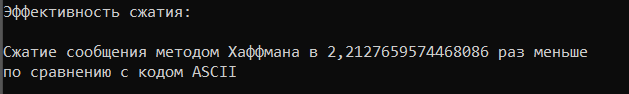 Эффективность сжатия:
Сжатие сообщения методом Хаффмана в 2,2127659574468086 раз меньше
по сравнению с кодом ASCII